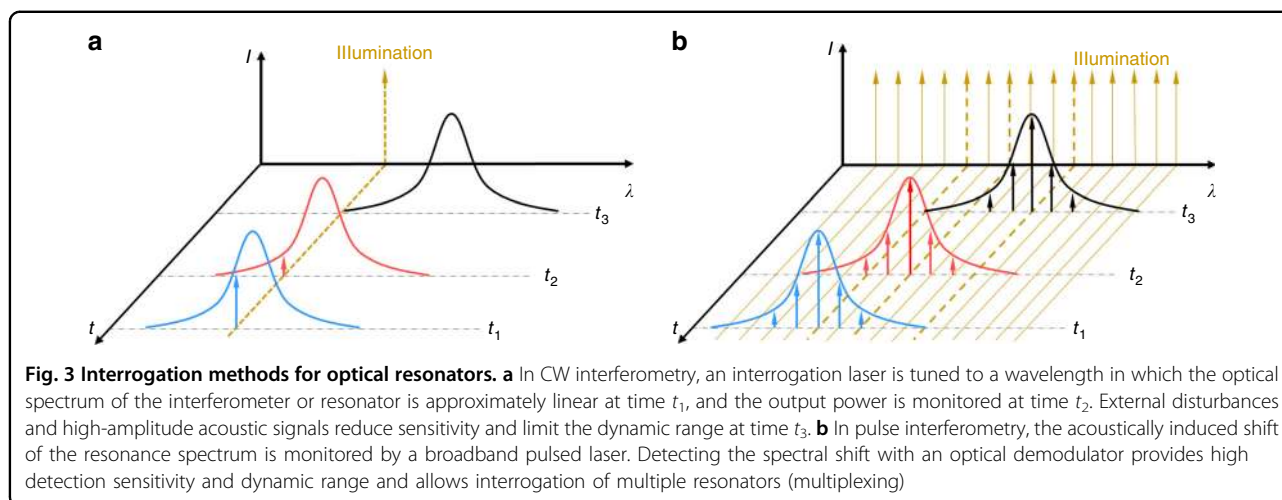 a
I
Illumination
λ
t3
t2
t
t1
b
I
Illumination
λ
t3
t2
t
t1
Fig. 3 Interrogation methods for optical resonators. a In CW interferometry, an interrogation laser is tuned to a wavelength in which the optical
spectrum of the interferometer or resonator is approximately linear at time t1, and the output power is monitored at time t2. External disturbances
and high-amplitude acoustic signals reduce sensitivity and limit the dynamic range at time t3. b In pulse interferometry, the acoustically induced shift
of the resonance spectrum is monitored by a broadband pulsed laser. Detecting the spectral shift with an optical demodulator provides high
detection sensitivity and dynamic range and allows interrogation of multiple resonators (multiplexing)